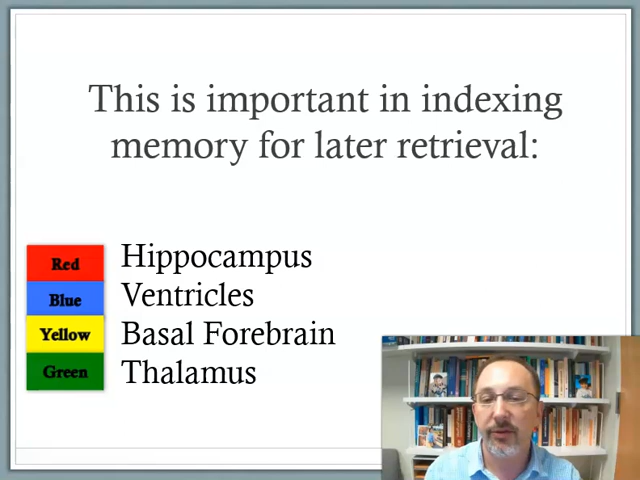 This is important in indexing
memory for later retrieval:
Red Hippocampus
Blue Ventricles
Yellow Basal Forebrain
Green Thalamus